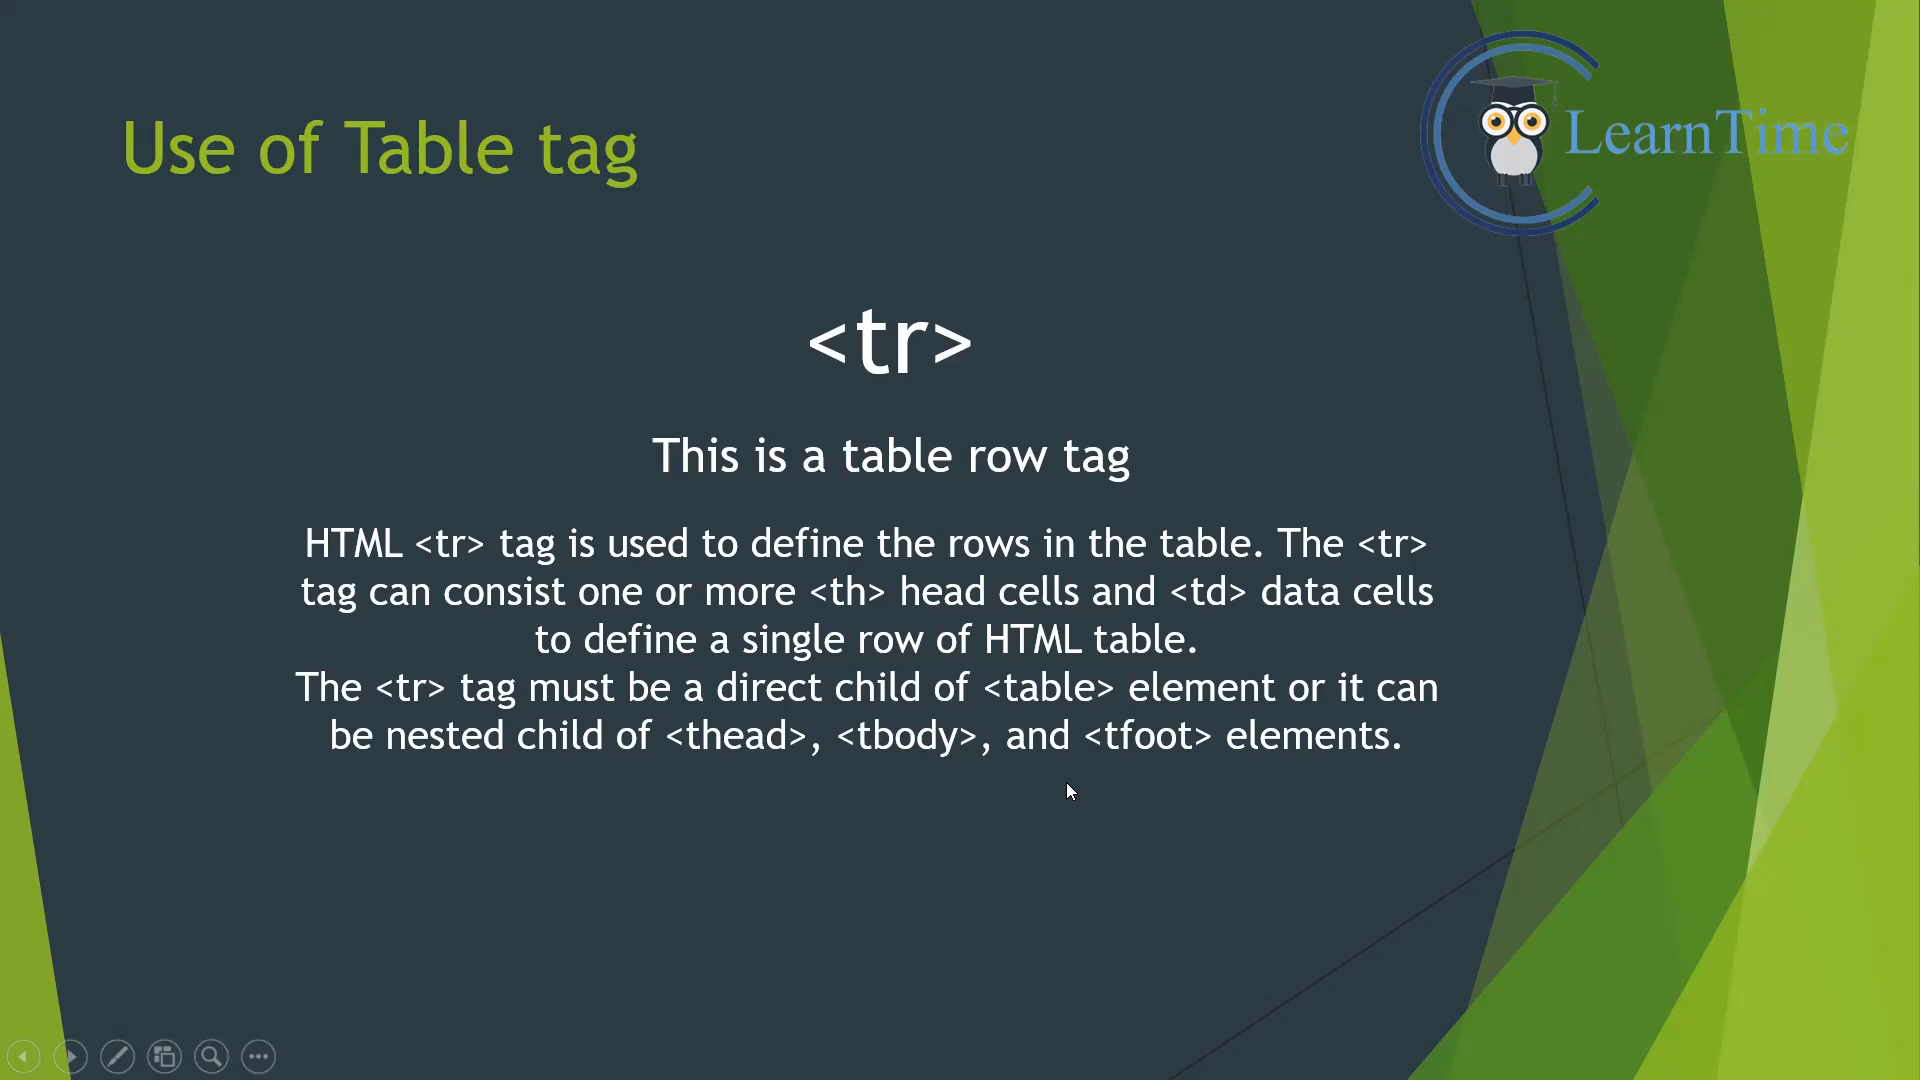 Use of Table tag
LearnTime
<tr>
This is a table row tag
HTML <tr> tag is used to define the rows in the table. The <tr>
tag can consist one or more <th> head cells and <td> data cells
to define a single row of HTML table.
The <tr> tag must be a direct child of <table> element or it can
be nested child of <thead>, <tbody>, and <tfoot> elements.